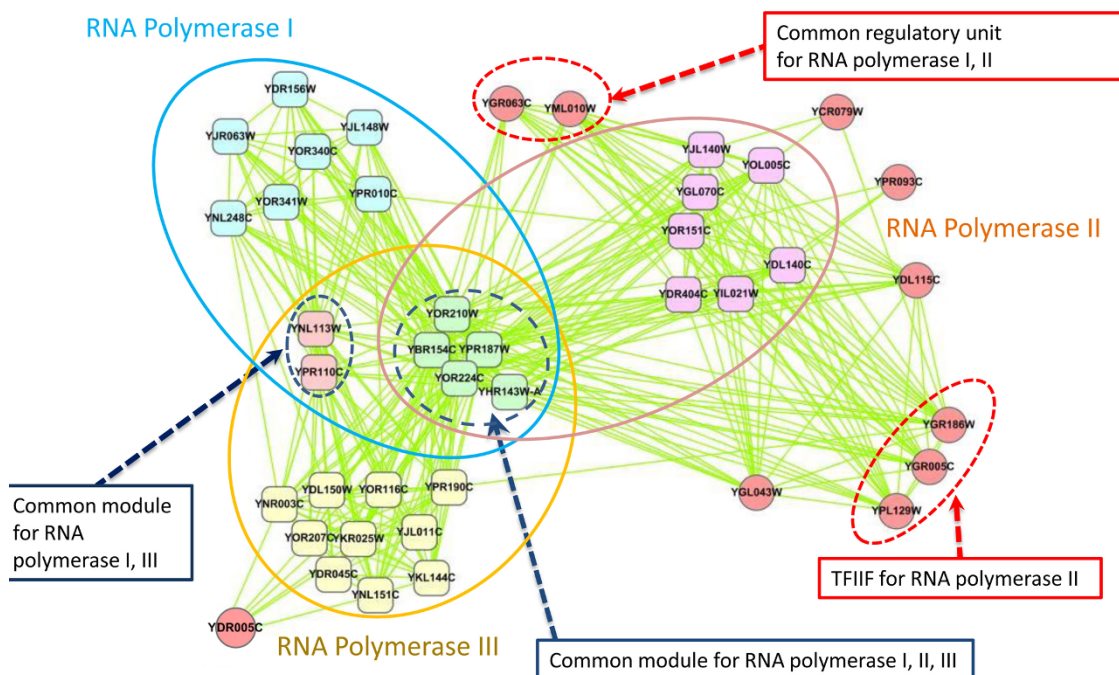 RNA Polymerase I
Common regulatory unit
for RNA polymerase I, II
YDR156W
YGR063C
YML010W
YCR079W
YJR063W
YJL148W
YOR340C
YJL140W
YOL005C
YPR093C
YGL070C
YPR010C
YOR341W
YNL248C
YOR151C
RNA Polymerase II
YDL140C
YDL115C
YDR404C
YIL021W
YOR210W
YNL113W
YBR154C
YPR187W
YPR110C
YOR224C
YHR143W-A
YGR186W
YGR005C
YPL129W
YGL043W
Common module
for RNA
polymerase I, III
YDL150W
YOR116C
YPR190C
YNR003C
YOR207C
YKR025W
YJL011C
YDR045C
YKL144C
YNL151C
TFIIF for RNA polymerase II
YDR005C
RNA Polymerase III
Common module for RNA polymerase I, II, III